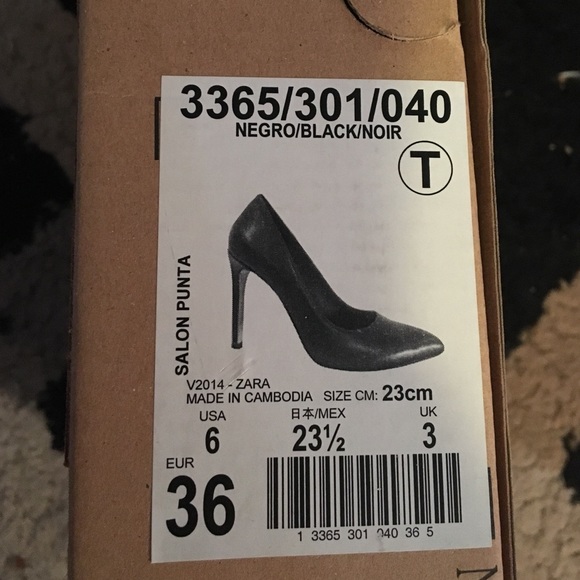 3365/301/040
NEGRO/BLACK/NOIR
T
SALON PUNTA
V2014 - ZARA
MADE IN CAMBODIA SIZE CM: 23cm
USA 日本/MEX UK
6 23½ 3
EUR
36
1 3365 301 040 36 5